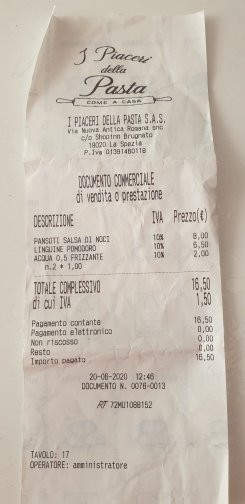 I Piaceri
della
Pasta
COME A CASA
I PIACERI DELLA PASTA S.A.S.
Via Nuova Antica Romana snc
c/o ShopInn Brugnato
19020 La Spezia
P.Iva 01391460118
DOCUMENTO COMMERCIALE
di vendita o prestazione
DESCRIZIONE IVA Prezzo(€)
PANSOTI SALSA DI NOCI 10% 8,00
LINGUINE POMODORO 10% 6,50
ACQUA 0,5 FRIZZANTE 10% 2,00
n.2 * 1,00
TOTALE COMPLESSIVO 16,50
di cui IVA 1,50
Pagamento contante 16,50
Pagamento elettronico 0,00
Non riscosso 0,00
Resto 0,00
Importo pagato 16,50
20-06-2020 12:46
DOCUMENTO N. 0076-0013
RT 72MU1088152
TAVOLO: 17
OPERATORE: amministratore